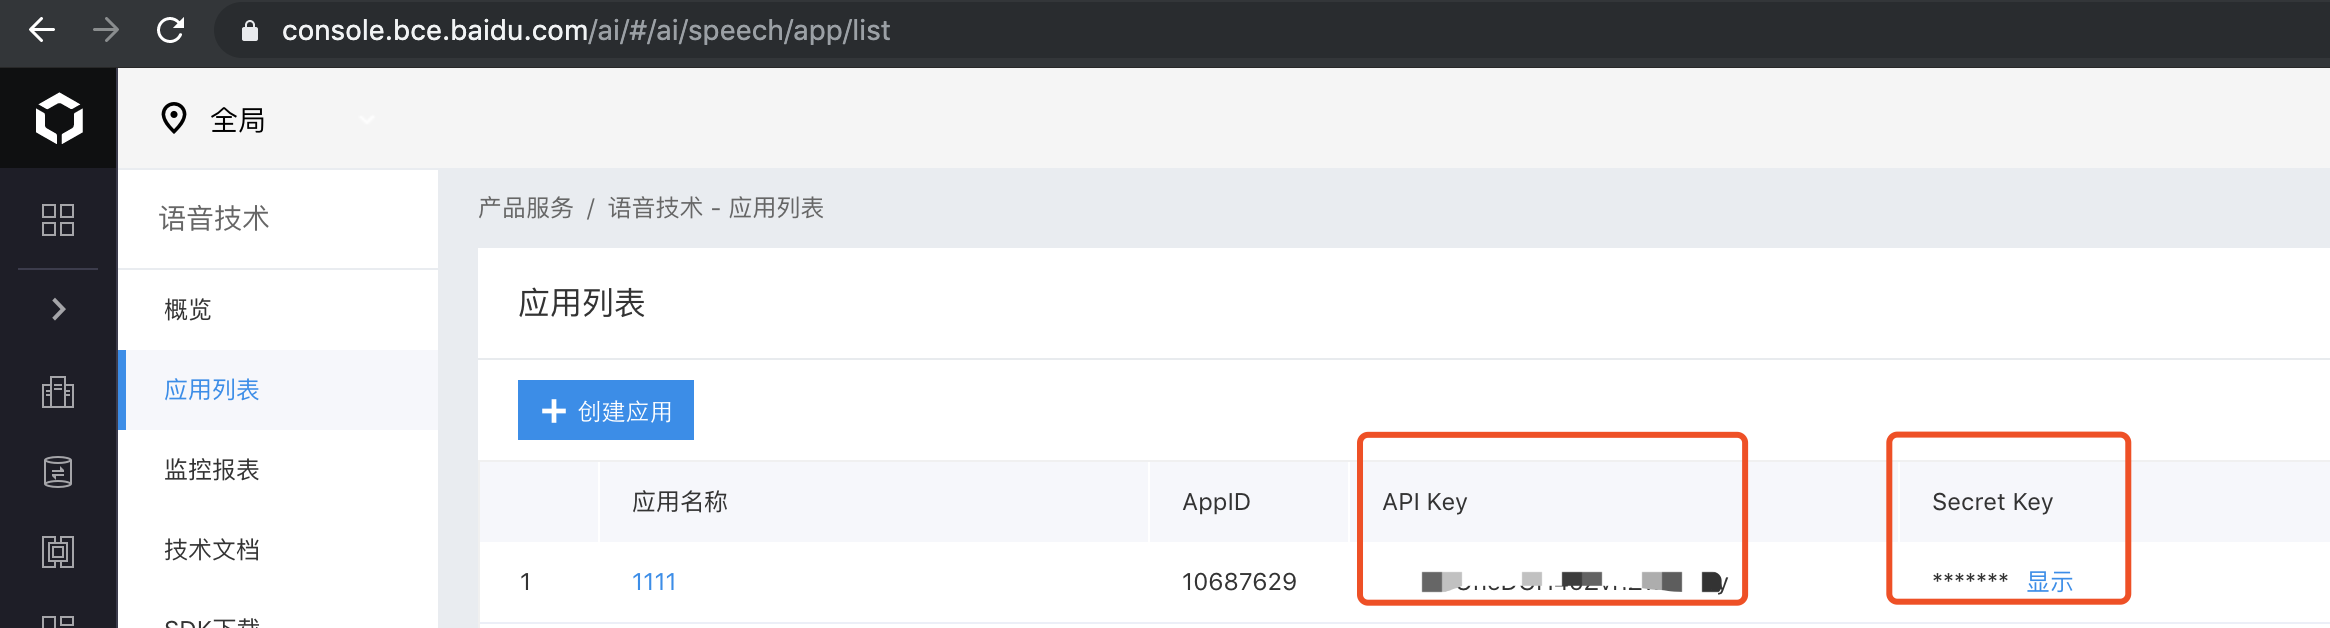 console.bce.baidu.com/ai/#/ai/speech/app/list
全局
语音技术
概览
应用列表
监控报表
技术文档
SDK下载
产品服务 / 语音技术 - 应用列表
应用列表
创建应用
应用名称 AppID API Key Secret Key
1 1111 10687629 ******* 显示